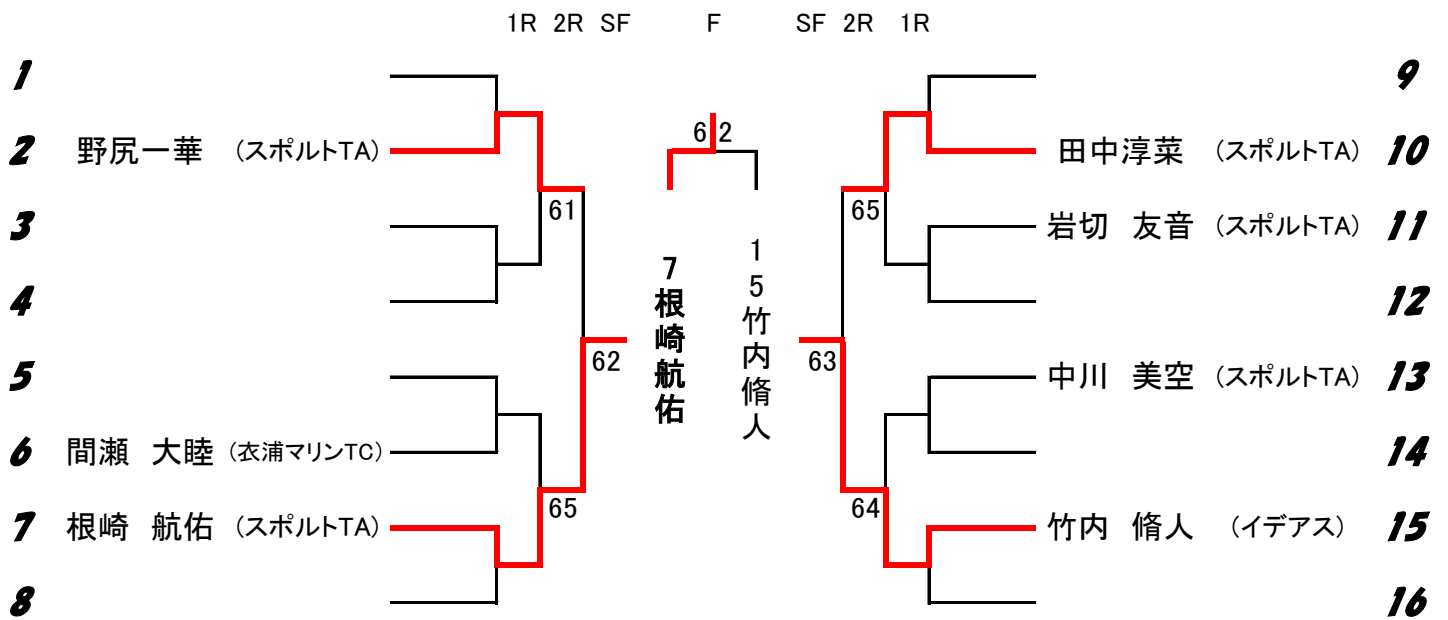 1R 2R SF F SF 2R 1R
1
2 野尻一華 （スポルトTA）
3
4
5
6 間瀬 大睦 （衣浦マリンTC）
7 根崎 航佑 （スポルトTA）
8
61
65
62
6 2
7根崎航佑
15竹内脩人
65
63
64
9
田中淳菜 （スポルトTA） 10
岩切 友音 （スポルトTA） 11
12
中川 美空 （スポルトTA） 13
14
竹内 脩人 （イデアス） 15
16